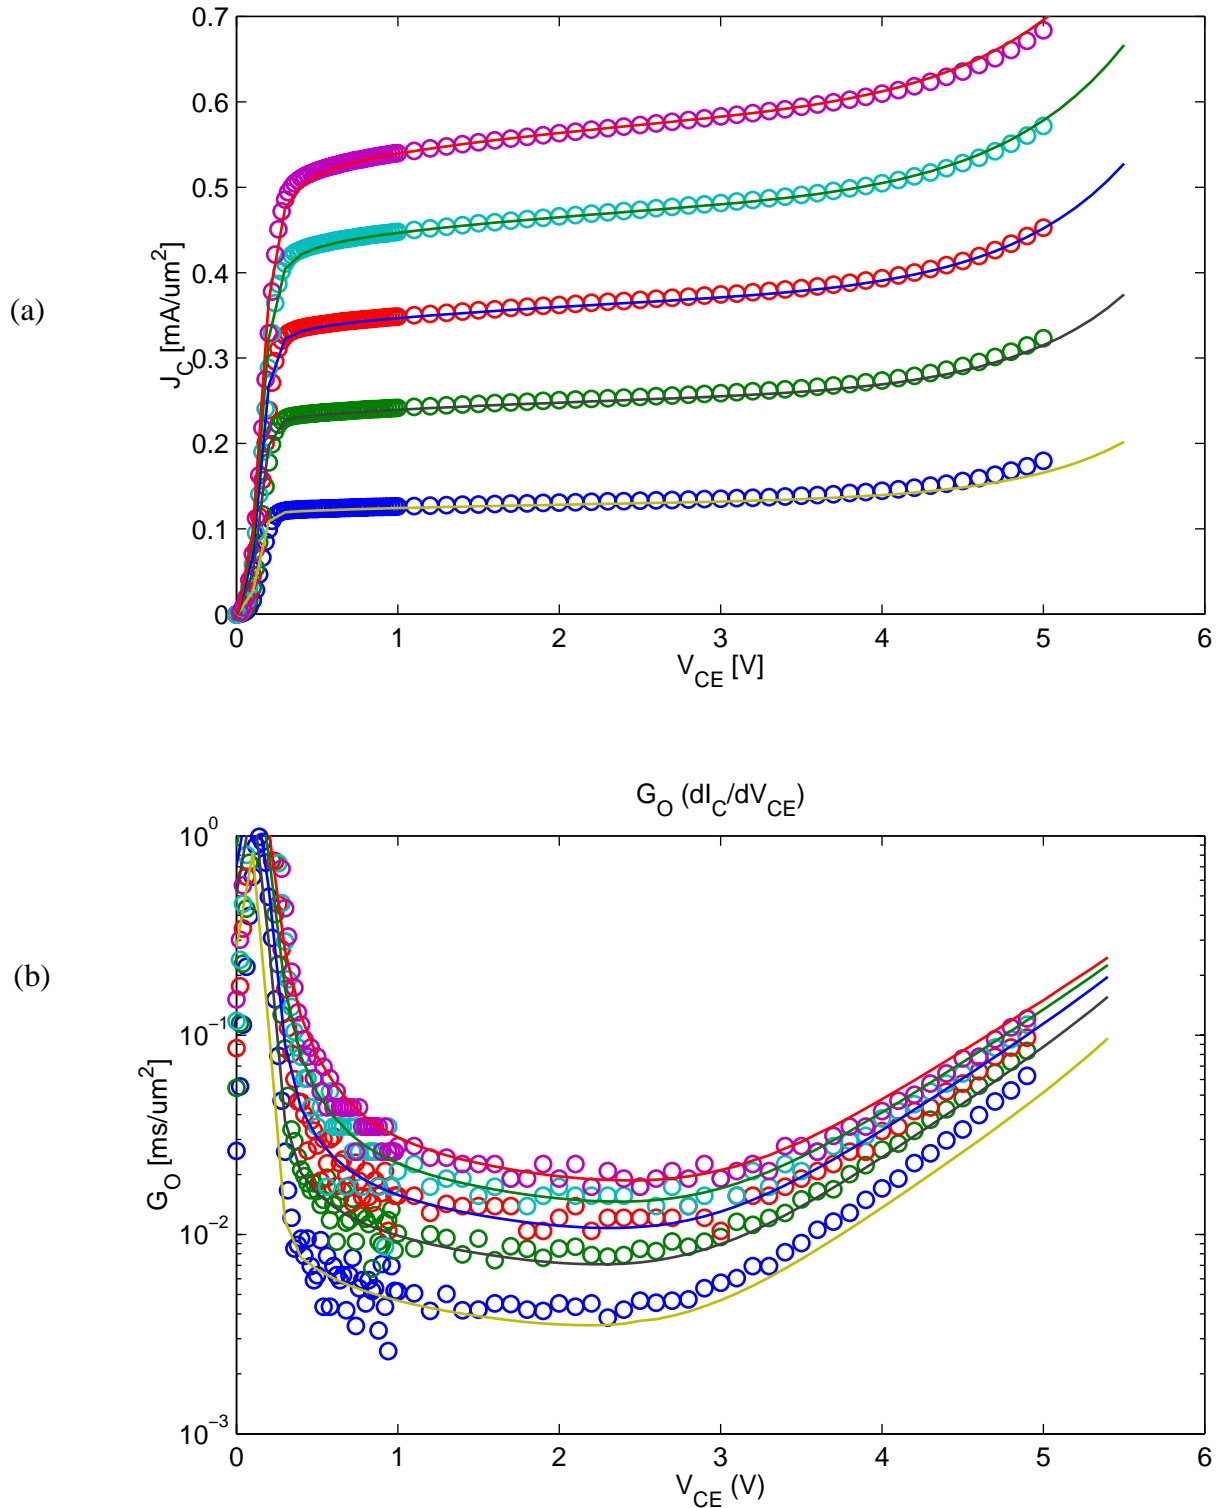 (a)
J_C [mA/um^2]
0.7
0.6
0.5
0.4
0.3
0.2
0.1
0
0 1 2 3 4 5 6
V_CE [V]
G_O (dI_C/dV_CE)
(b)
G_O [ms/um^2]
10^0
10^−1
10^−2
10^−3
0 1 2 3 4 5 6
V_CE (V)